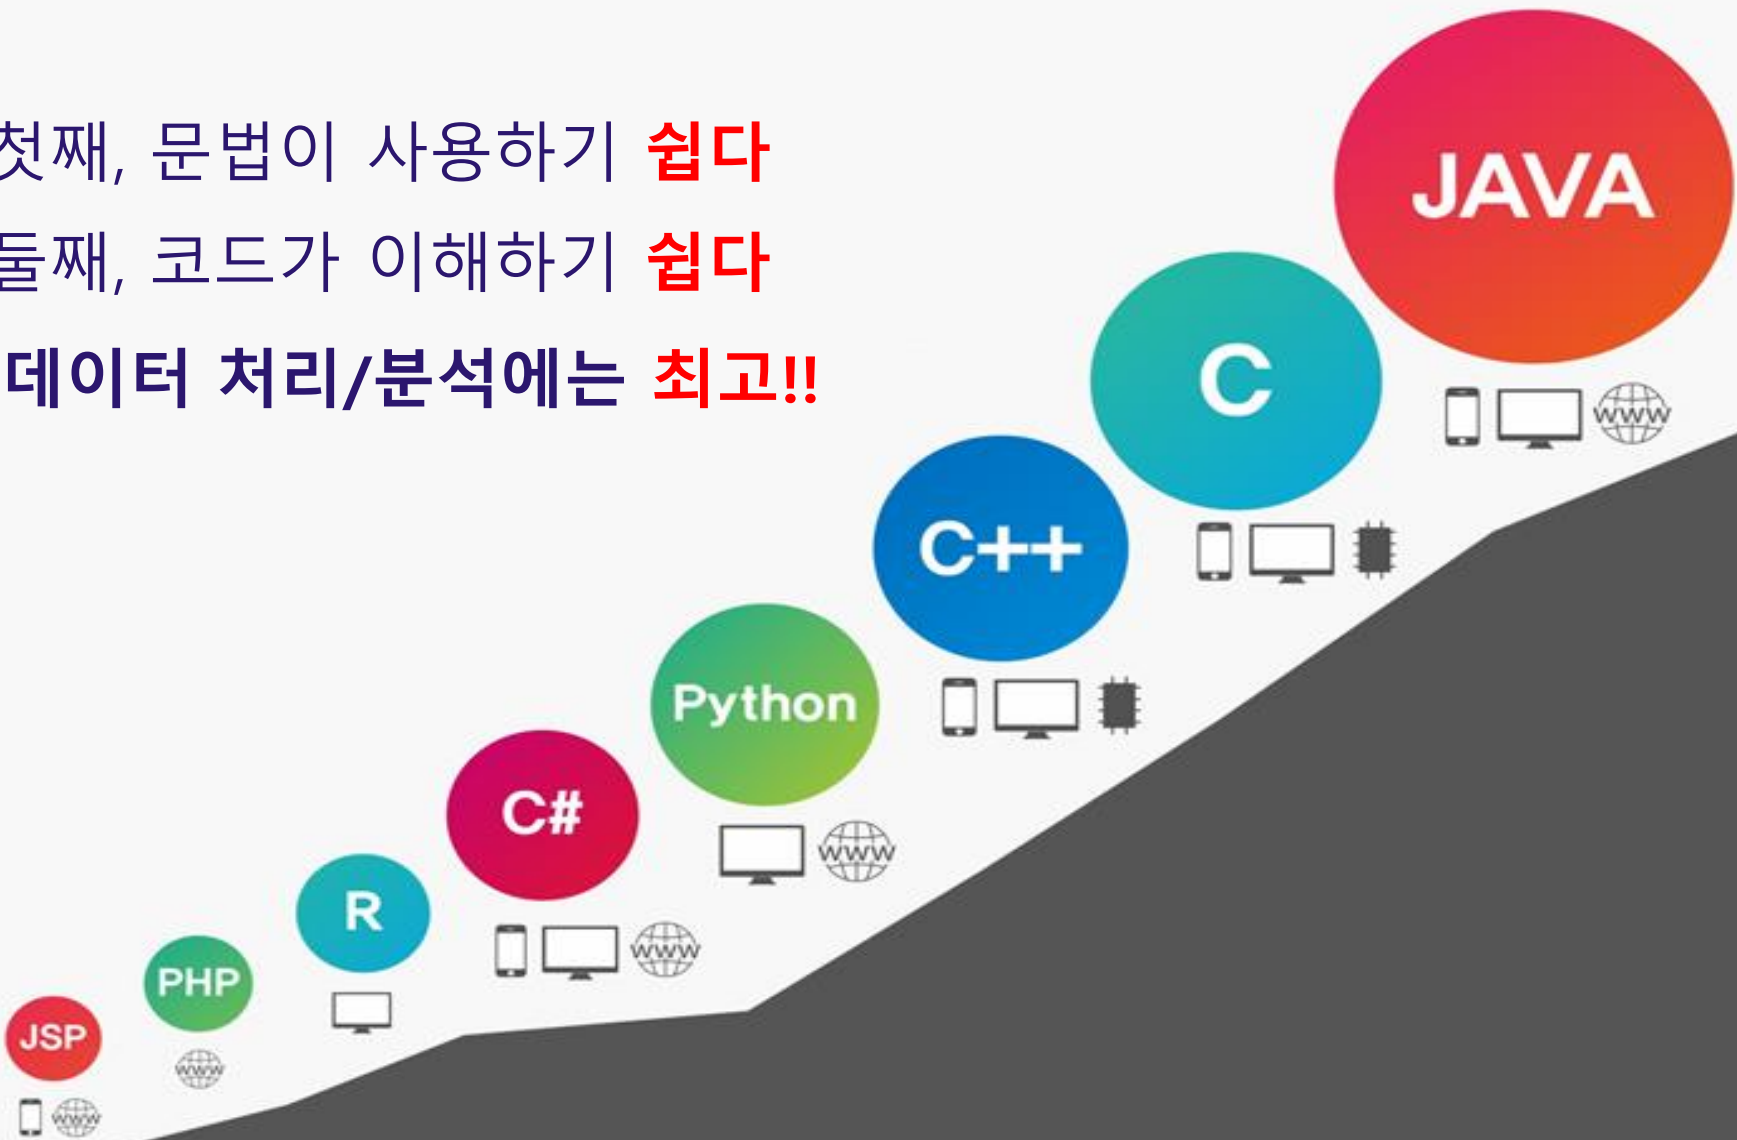 첫째, 문법이 사용하기 쉽다
둘째, 코드가 이해하기 쉽다
데이터 처리/분석에는 최고!!
JAVA
C
WWW
C++
Python
WWW
C#
WWW
R
PHP
WWW
JSP
WWW